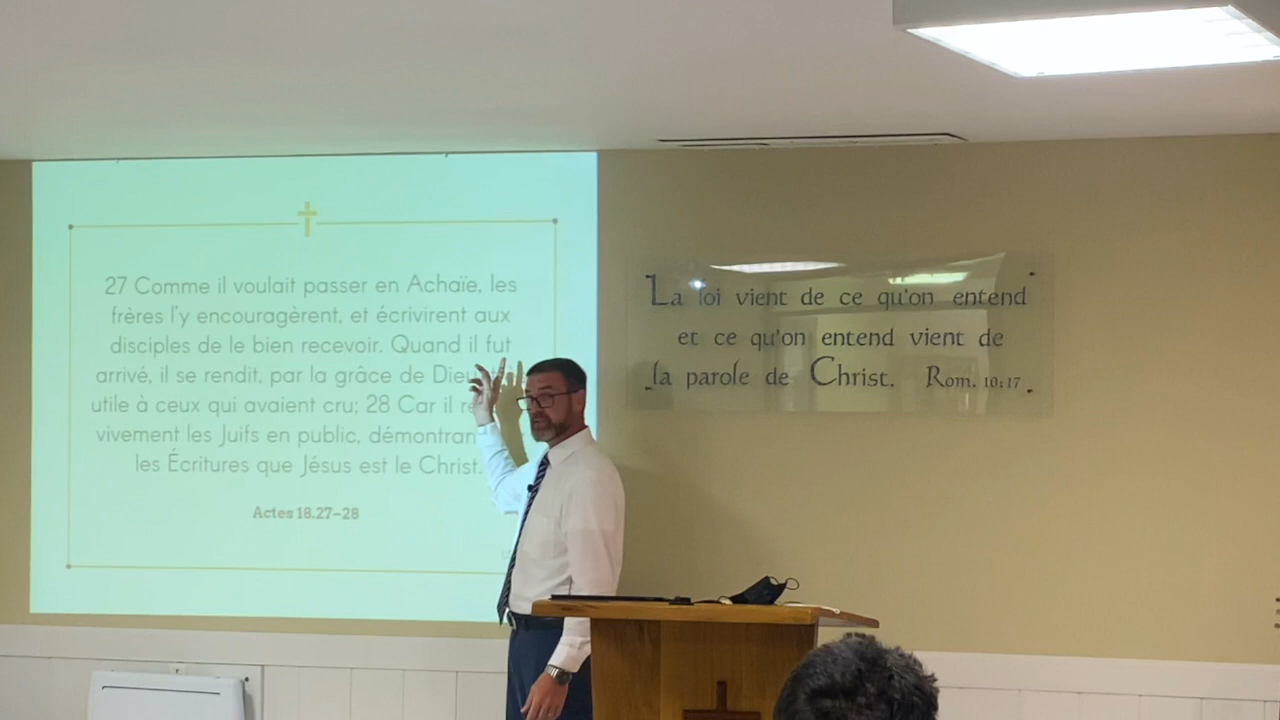 27 Comme il voulait passer en Achaïe, les
frères l'y encouragèrent, et écrivirent aux
disciples de le bien recevoir. Quand il fut
arrivé, il se rendit, par la grâce de Dieu
utile à ceux qui avaient cru; 28 Car il
vivement les Juifs en public, démontran
les Écritures que Jésus est le Christ.
Actes 18.27-28
La foi vient de ce qu'on entend
et ce qu'on entend vient de
la parole de Christ. Rom. 10:17